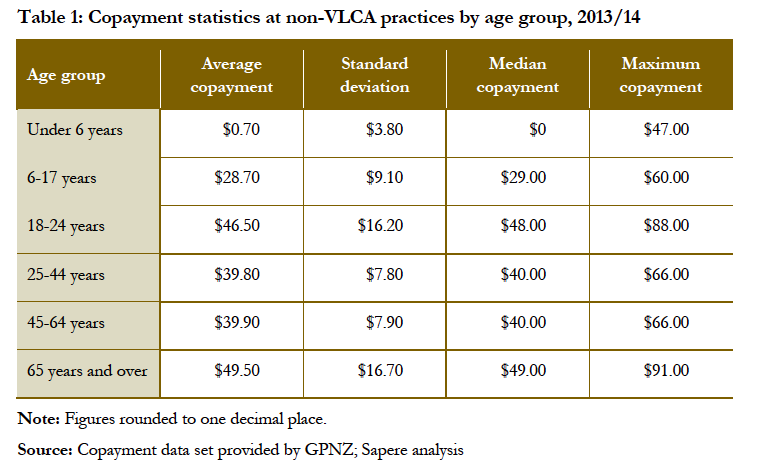 Table 1: Copayment statistics at non-VLCA practices by age group, 2013/14
Age group Average copayment Standard deviation Median copayment Maximum copayment
Under 6 years $0.70 $3.80 $0 $47.00
6-17 years $28.70 $9.10 $29.00 $60.00
18-24 years $46.50 $16.20 $48.00 $88.00
25-44 years $39.80 $7.80 $40.00 $66.00
45-64 years $39.90 $7.90 $40.00 $66.00
65 years and over $49.50 $16.70 $49.00 $91.00
Note: Figures rounded to one decimal place.
Source: Copayment data set provided by GPNZ; Sapere analysis